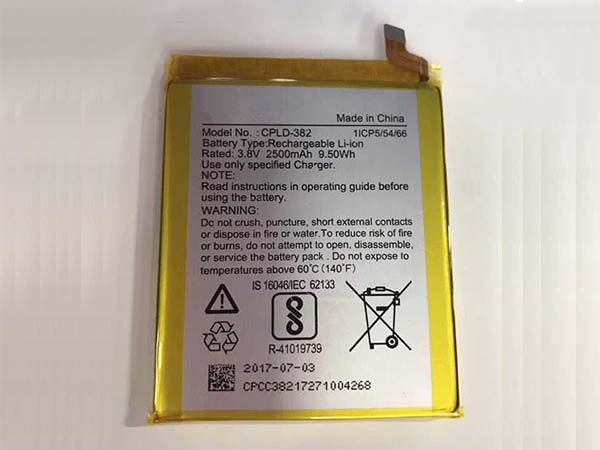 Made in China
Model No. : CPLD-382 1ICP5/54/66
Battery Type:Rechargeable Li-ion
Rated: 3.8V 2500mAh 9.50Wh
Use only specified Charger.
NOTE:
Read instructions in operating guide before
using the battery.
WARNING:
Do not crush, puncture, short external contacts
or dispose in fire or water.To reduce risk of fire
or burns, do not attempt to open, disassemble,
or service the battery pack . Do not expose to
temperatures above 60°C (140°F)
IS 16046/IEC 62133
R-41019739
2017-07-03
CPCC38217271004268